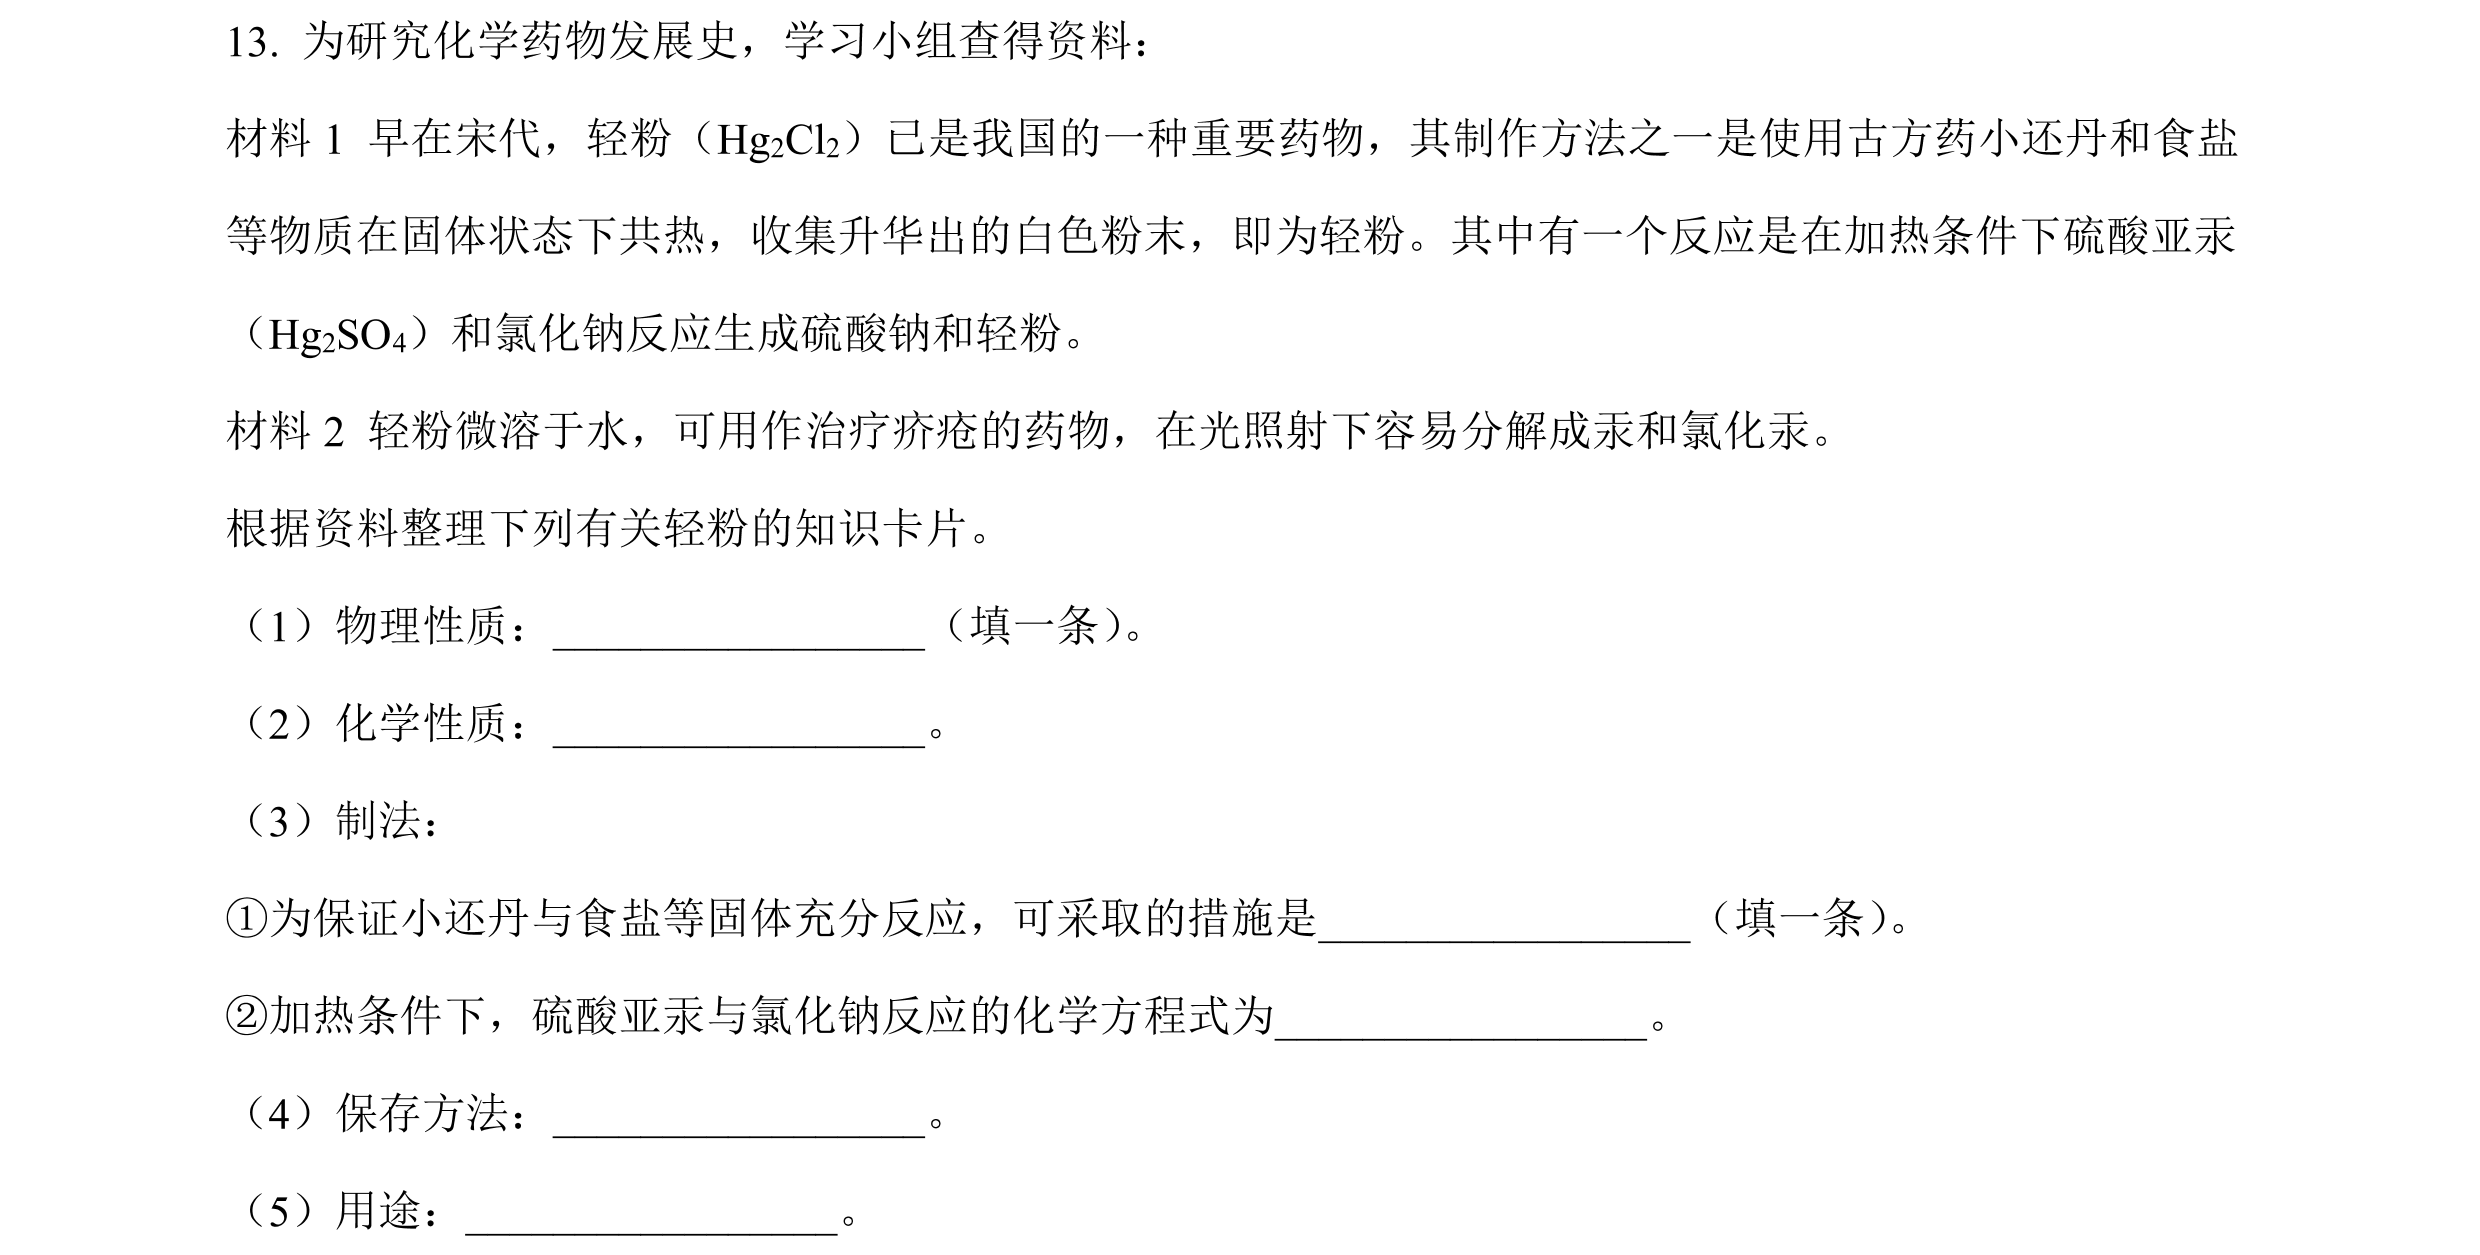 13. 为研究化学药物发展史，学习小组查得资料：
材料 1 早在宋代，轻粉（Hg₂Cl₂）已是我国的一种重要药物，其制作方法之一是使用古方药小还丹和食盐
等物质在固体状态下共热，收集升华出的白色粉末，即为轻粉。其中有一个反应是在加热条件下硫酸亚汞
（Hg₂SO₄）和氯化钠反应生成硫酸钠和轻粉。
材料 2 轻粉微溶于水，可用作治疗疥疮的药物，在光照射下容易分解成汞和氯化汞。
根据资料整理下列有关轻粉的知识卡片。
（1）物理性质：_________________（填一条）。
（2）化学性质：_________________。
（3）制法：
①为保证小还丹与食盐等固体充分反应，可采取的措施是_________________（填一条）。
②加热条件下，硫酸亚汞与氯化钠反应的化学方程式为_________________。
（4）保存方法：_________________。
（5）用途：_________________。